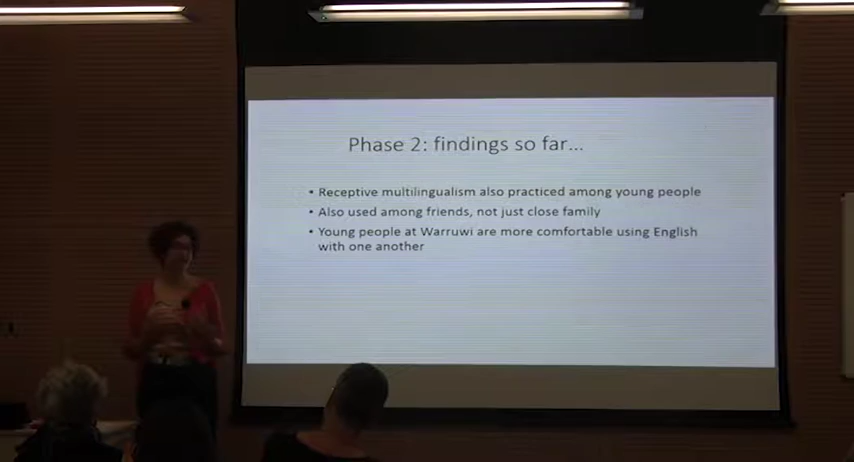 Phase 2: findings so far...
• Receptive multilingualism also practiced among young people
• Also used among friends, not just close family
• Young people at Warruwi are more comfortable using English
with one another